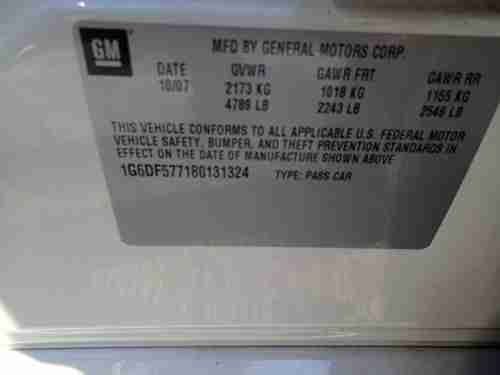 GM
MFD BY GENERAL MOTORS CORP.
DATE GVWR GAWR FRT GAWR RR
10/07 2173 KG 1018 KG 1155 KG
4789 LB 2243 LB 2546 LB
THIS VEHICLE CONFORMS TO ALL APPLICABLE U.S. FEDERAL MOTOR
VEHICLE SAFETY, BUMPER, AND THEFT PREVENTION STANDARDS IN
EFFECT ON THE DATE OF MANUFACTURE SHOWN ABOVE
1G6DF577180131324 TYPE: PASS CAR